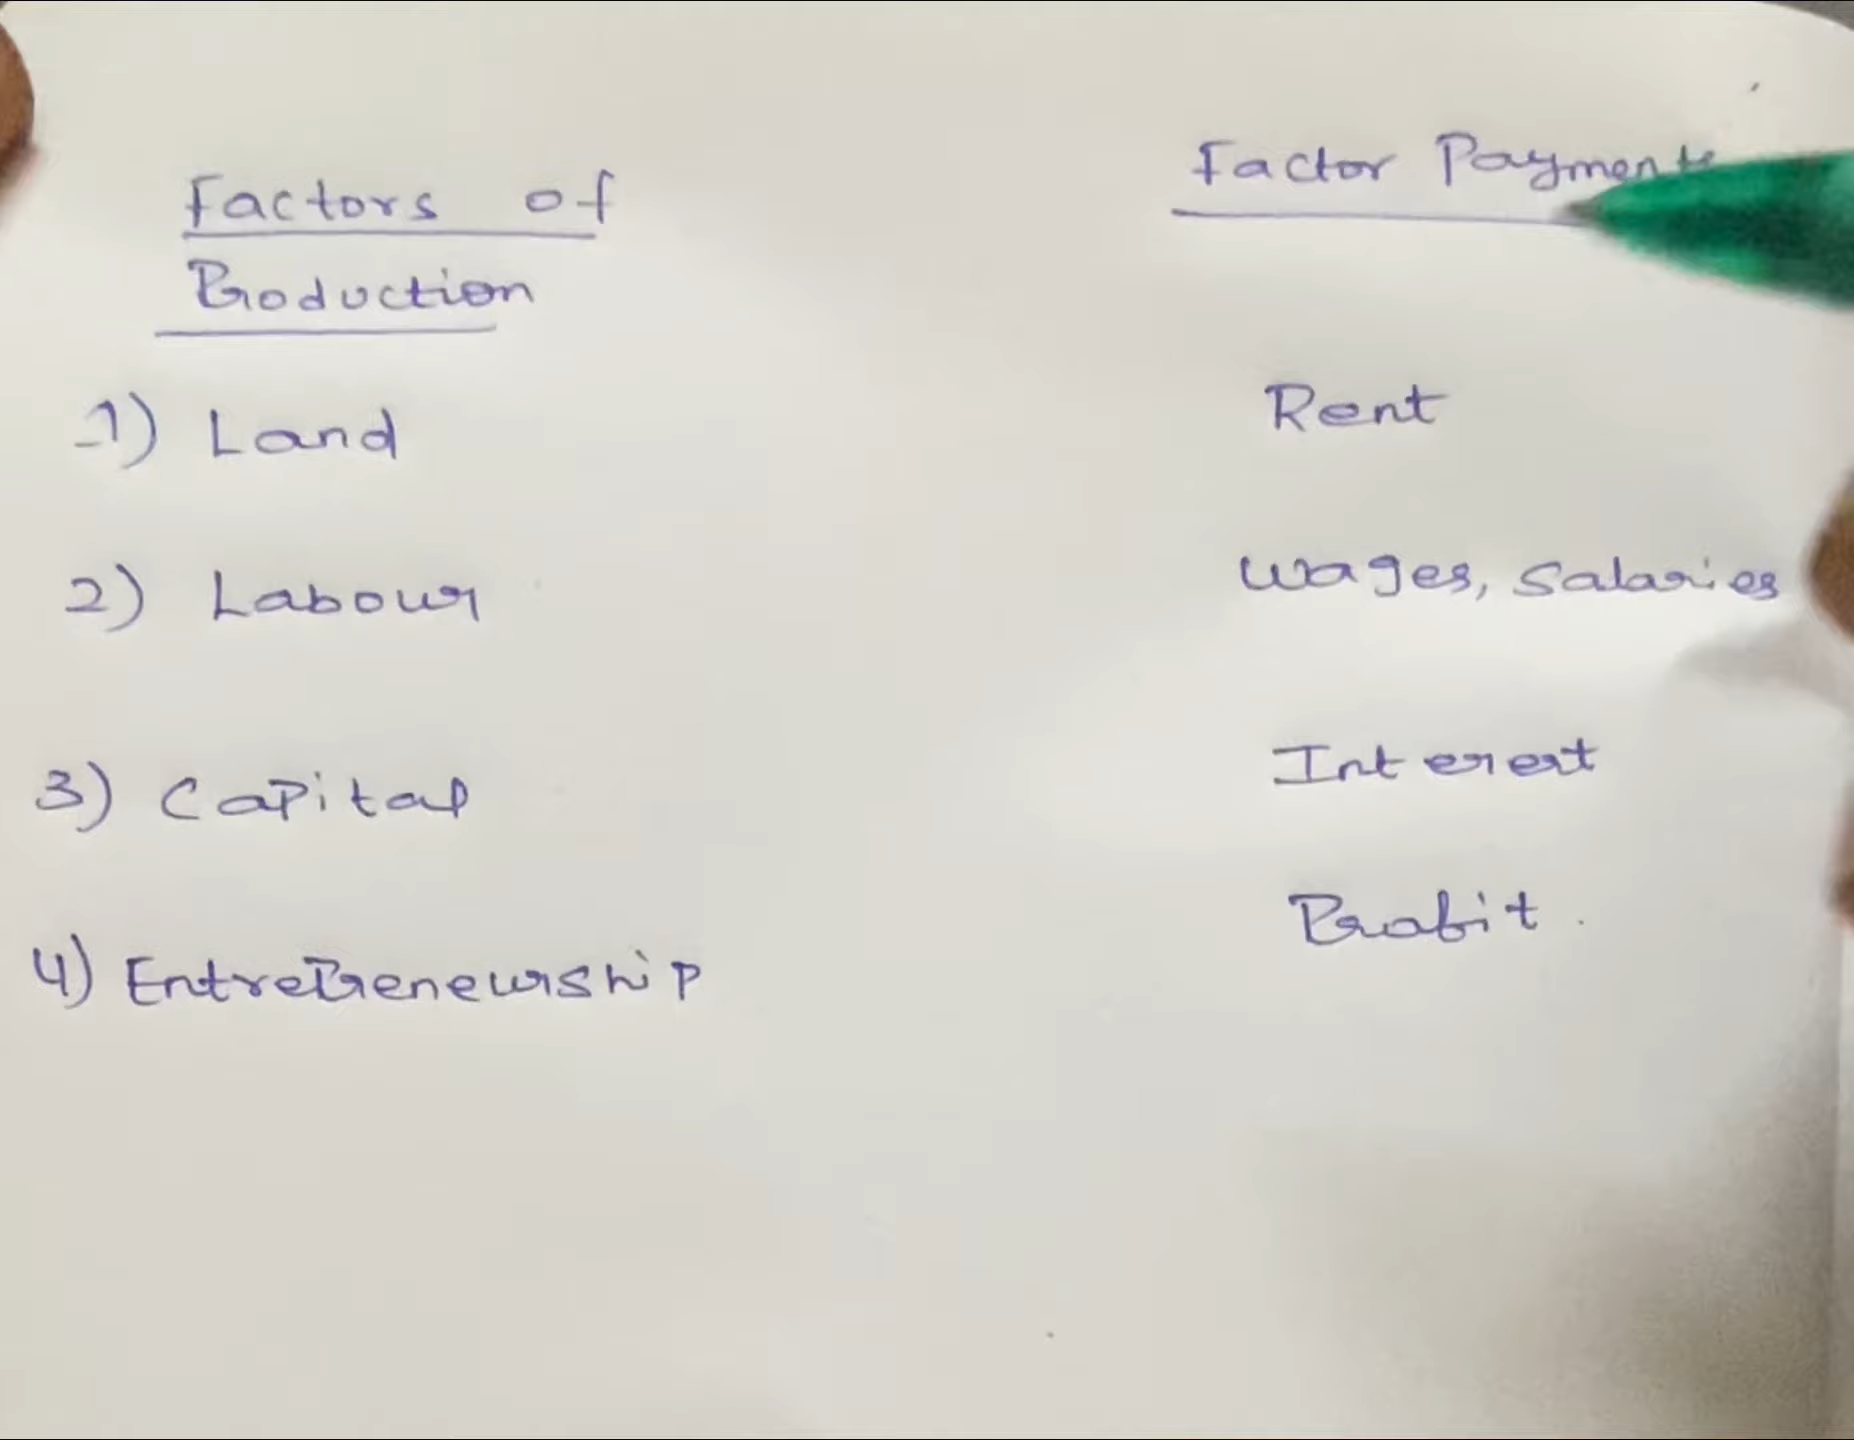 Factors of
Production
Factor Payments
1) Land
Rent
2) Labour
Wages, Salaries
3) Capital
Interest
4) Entrepreneurship
Profit.